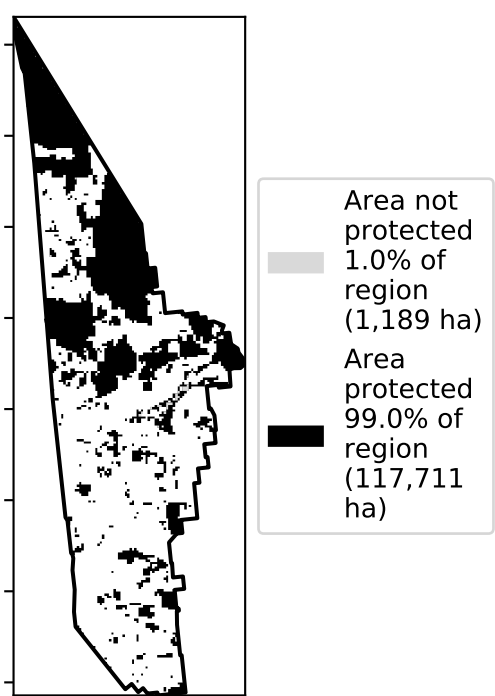 Area not
protected
1.0% of
region
(1,189 ha)
Area
protected
99.0% of
region
(117,711
ha)